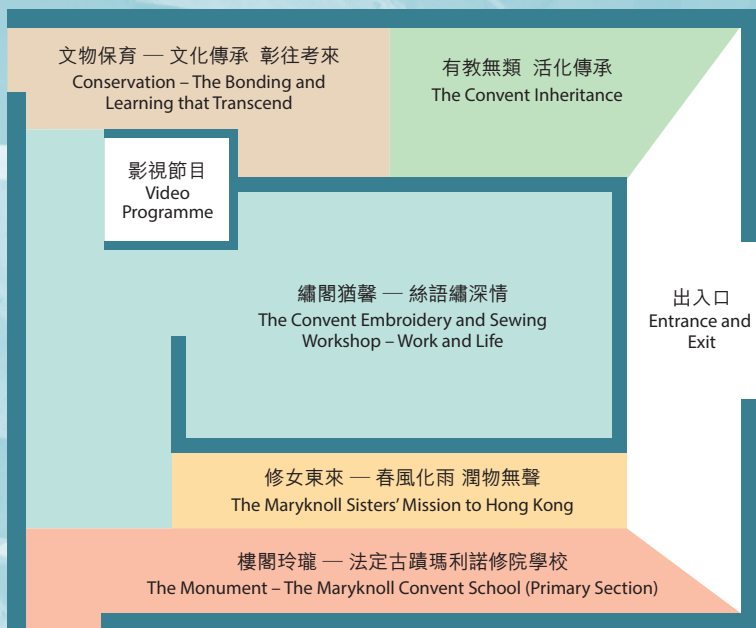 文物保育 — 文化傳承 彰往考來
Conservation – The Bonding and
Learning that Transcend
有教無類 活化傳承
The Convent Inheritance
影視節目
Video
Programme
繡閣猶馨 — 絲語繡深情
The Convent Embroidery and Sewing
Workshop – Work and Life
出入口
Entrance and
Exit
修女東來 — 春風化雨 潤物無聲
The Maryknoll Sisters’ Mission to Hong Kong
樓閣玲瓏 — 法定古蹟瑪利諾修院學校
The Monument – The Maryknoll Convent School (Primary Section)